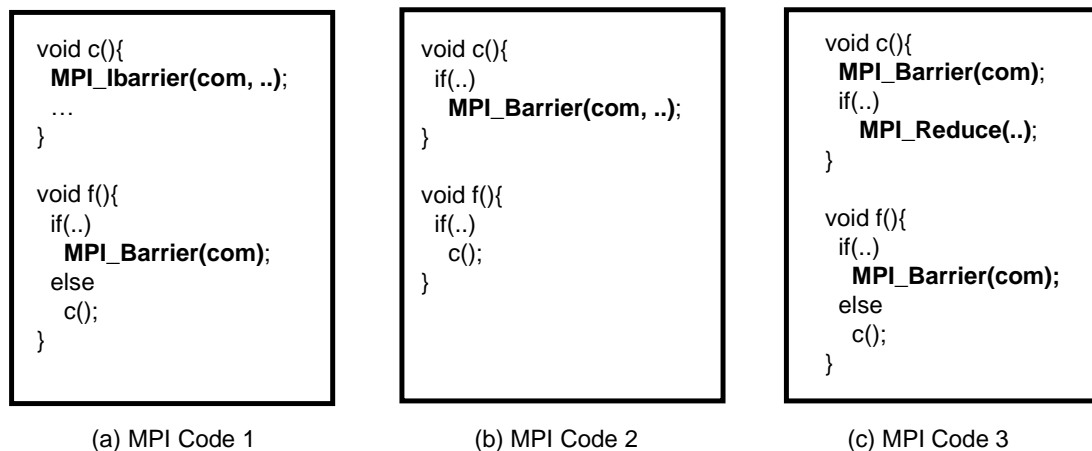 void c(){
MPI_Ibarrier(com, ..);
…
}
void f(){
if(..)
MPI_Barrier(com);
else
c();
}
(a) MPI Code 1
void c(){
if(..)
MPI_Barrier(com, ..);
}
void f(){
if(..)
c();
}
(b) MPI Code 2
void c(){
MPI_Barrier(com);
if(..)
MPI_Reduce(..);
}
void f(){
if(..)
MPI_Barrier(com);
else
c();
}
(c) MPI Code 3